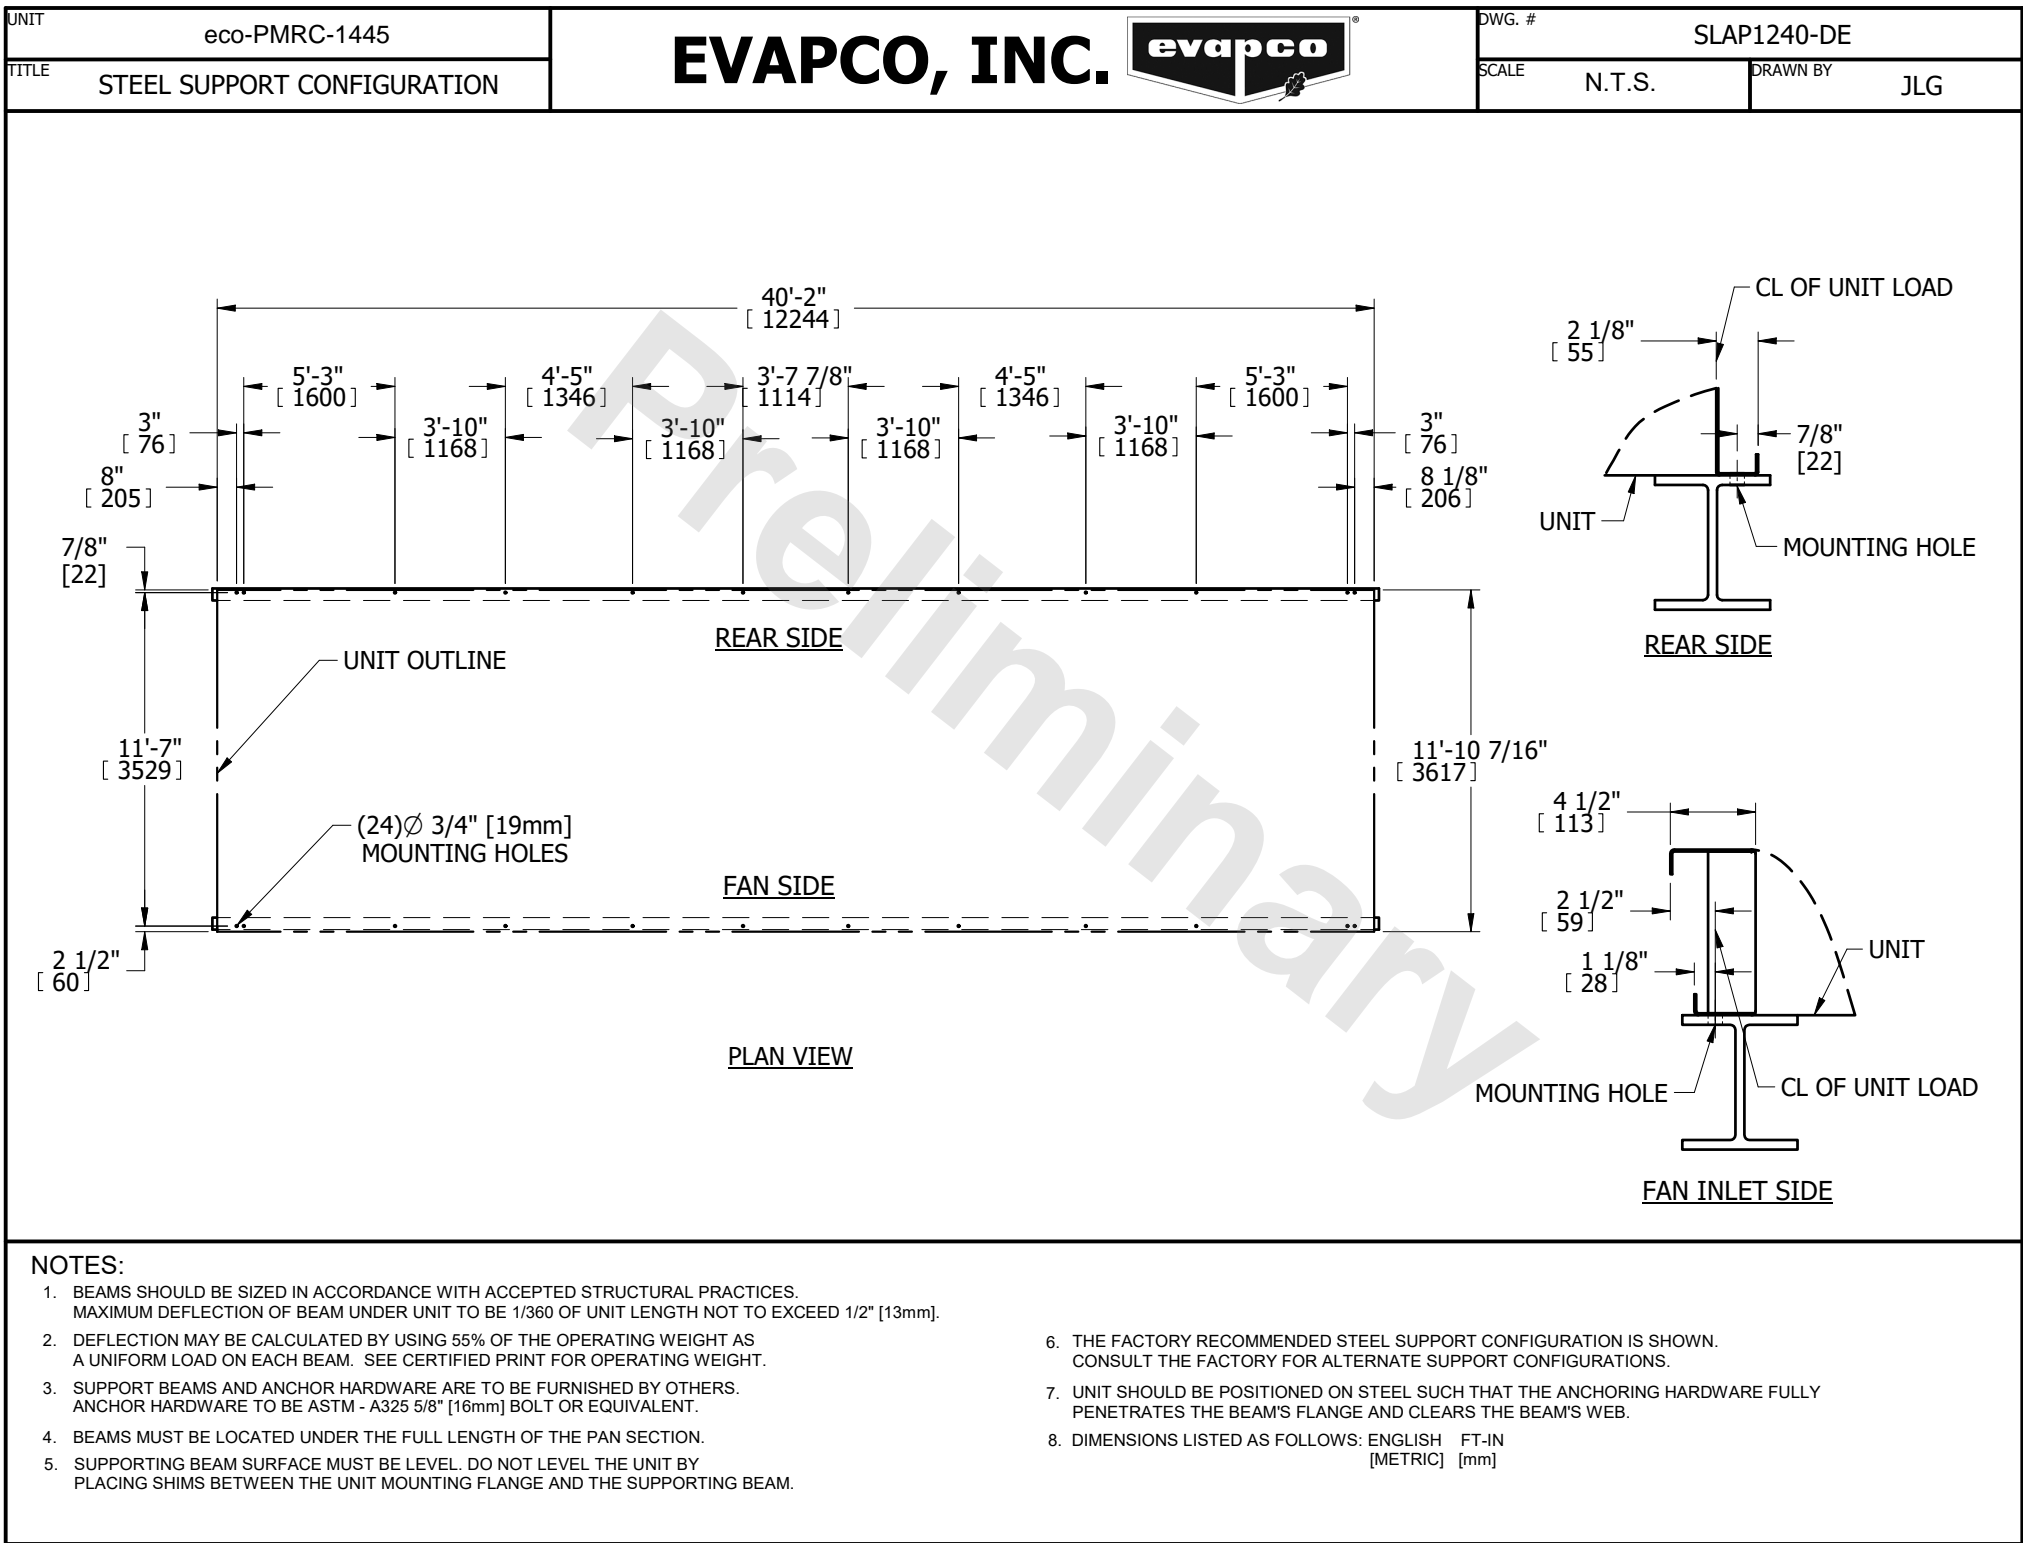 UNIT
eco-PMRC-1445
TITLE
STEEL SUPPORT CONFIGURATION
EVAPCO, INC.
evapco
®
DWG. #
SLAP1240-DE
SCALE
N.T.S.
DRAWN BY
JLG
40'-2"
[ 12244 ]
5'-3"
[ 1600 ]
4'-5"
[ 1346 ]
3'-7 7/8"
[ 1114 ]
4'-5"
[ 1346 ]
5'-3"
[ 1600 ]
3"
[ 76 ]
3'-10"
[ 1168 ]
3'-10"
[ 1168 ]
3'-10"
[ 1168 ]
3'-10"
[ 1168 ]
3"
[ 76 ]
8"
[ 205 ]
8 1/8"
[ 206 ]
7/8"
[22]
REAR SIDE
UNIT OUTLINE
11'-7"
[ 3529 ]
11'-10 7/16"
[ 3617 ]
(24)Ø 3/4" [19mm]
MOUNTING HOLES
FAN SIDE
2 1/2"
[ 60 ]
PLAN VIEW
Preliminary
CL OF UNIT LOAD
2 1/8"
[ 55 ]
7/8"
[22]
UNIT
MOUNTING HOLE
REAR SIDE
4 1/2"
[ 113 ]
2 1/2"
[ 59 ]
1 1/8"
[ 28 ]
UNIT
MOUNTING HOLE
CL OF UNIT LOAD
FAN INLET SIDE
NOTES:
1. BEAMS SHOULD BE SIZED IN ACCORDANCE WITH ACCEPTED STRUCTURAL PRACTICES.
MAXIMUM DEFLECTION OF BEAM UNDER UNIT TO BE 1/360 OF UNIT LENGTH NOT TO EXCEED 1/2" [13mm].
2. DEFLECTION MAY BE CALCULATED BY USING 55% OF THE OPERATING WEIGHT AS
A UNIFORM LOAD ON EACH BEAM. SEE CERTIFIED PRINT FOR OPERATING WEIGHT.
3. SUPPORT BEAMS AND ANCHOR HARDWARE ARE TO BE FURNISHED BY OTHERS.
ANCHOR HARDWARE TO BE ASTM - A325 5/8" [16mm] BOLT OR EQUIVALENT.
4. BEAMS MUST BE LOCATED UNDER THE FULL LENGTH OF THE PAN SECTION.
5. SUPPORTING BEAM SURFACE MUST BE LEVEL. DO NOT LEVEL THE UNIT BY
PLACING SHIMS BETWEEN THE UNIT MOUNTING FLANGE AND THE SUPPORTING BEAM.
6. THE FACTORY RECOMMENDED STEEL SUPPORT CONFIGURATION IS SHOWN.
CONSULT THE FACTORY FOR ALTERNATE SUPPORT CONFIGURATIONS.
7. UNIT SHOULD BE POSITIONED ON STEEL SUCH THAT THE ANCHORING HARDWARE FULLY
PENETRATES THE BEAM'S FLANGE AND CLEARS THE BEAM'S WEB.
8. DIMENSIONS LISTED AS FOLLOWS: ENGLISH FT-IN
[METRIC] [mm]